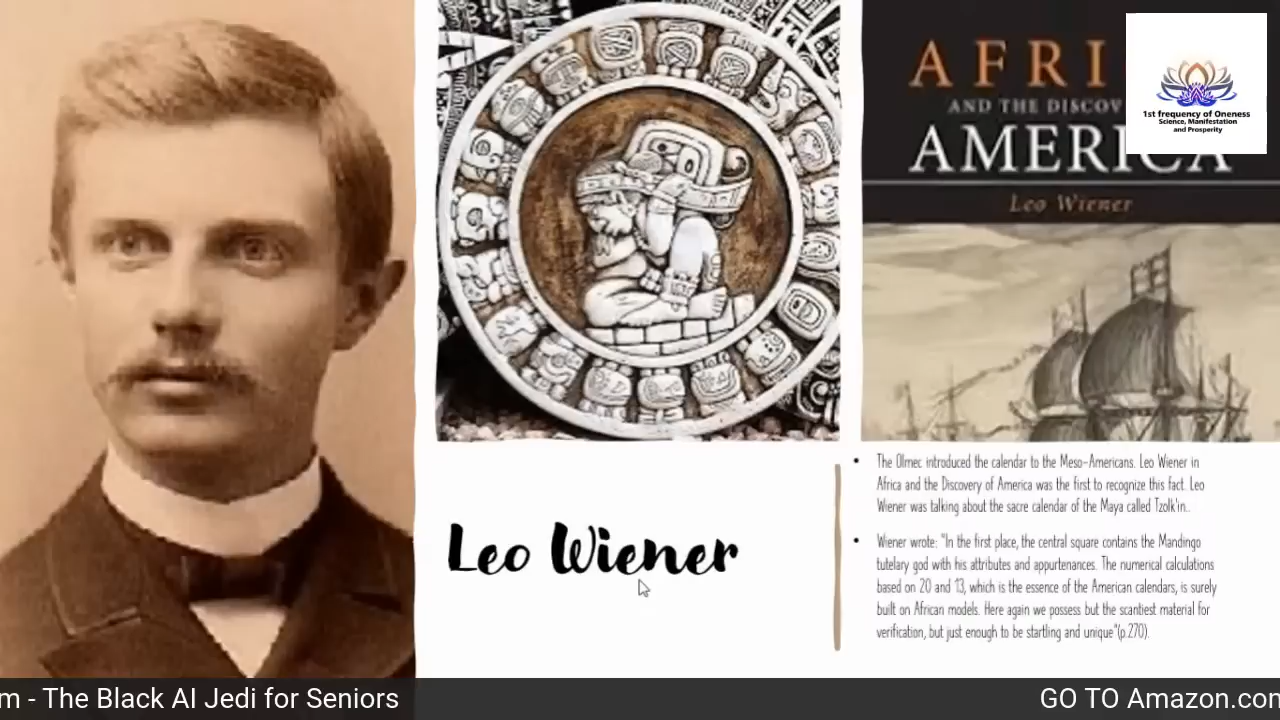 AFRI
AND THE DISCOV
AMERICA
Leo Wiener
1st frequency of Oneness
Science, Manifestation
and Prosperity
Leo Wiener
• The Olmec introduced the calendar to the Meso-Americans. Leo Wiener in
Africa and the Discovery of America was the first to recognize this fact. Leo
Wiener was talking about the sacre calendar of the Maya called Tzolk'in..
• Wiener wrote: "In the first place, the central square contains the Mandingo
tutelary god with his attributes and appurtenances. The numerical calculations
based on 20 and 13, which is the essence of the American calendars, is surely
built on African models. Here again we possess but the scantiest material for
verification, but just enough to be startling and unique"(p.270).
m - The Black AI Jedi for Seniors
GO TO Amazon.com